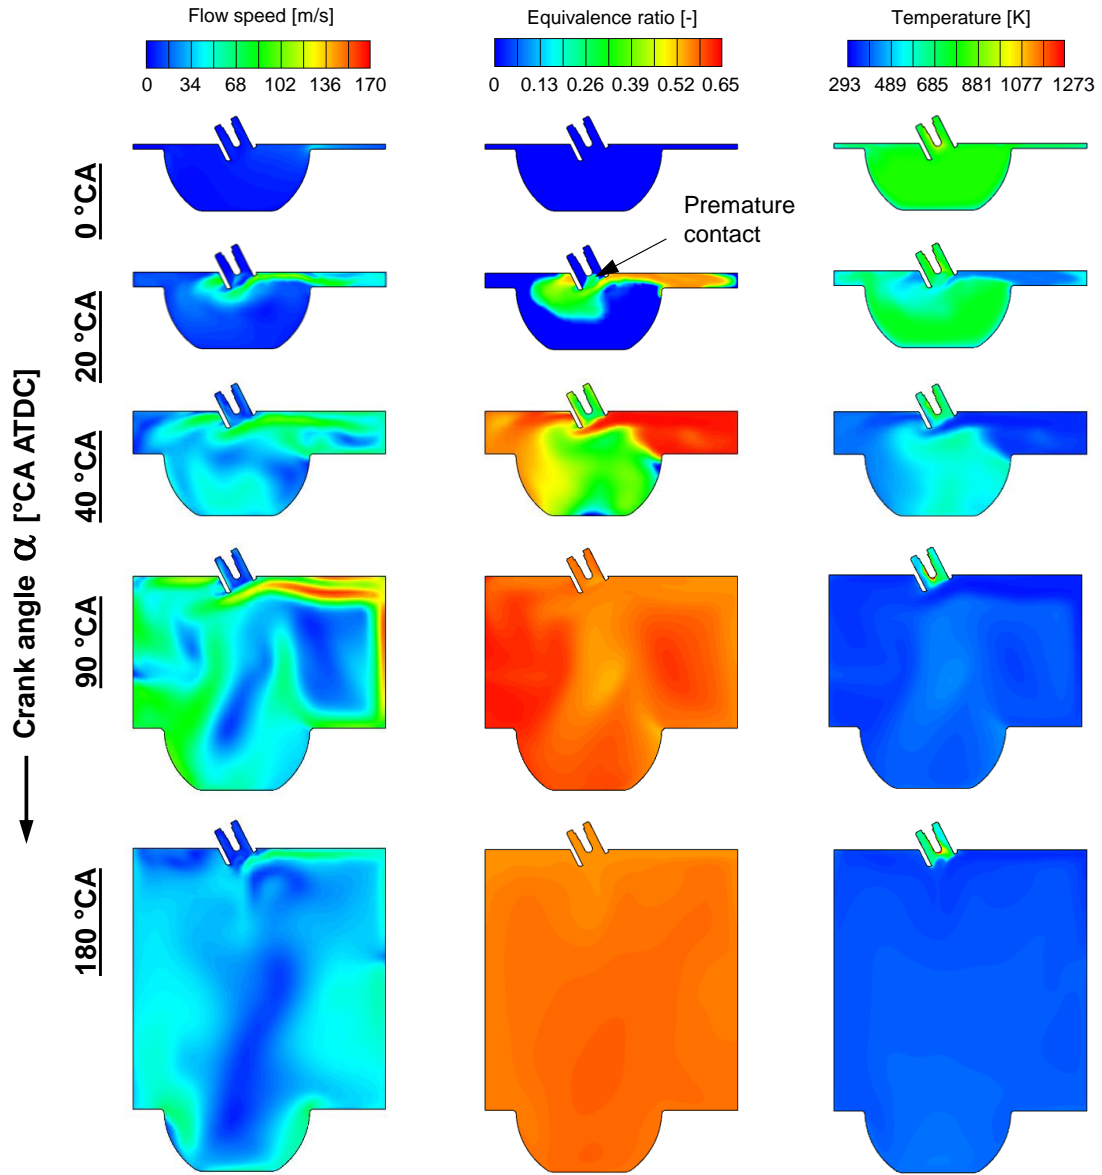 Flow speed [m/s]
Equivalence ratio [-]
Temperature [K]
0 34 68 102 136 170
0 0.13 0.26 0.39 0.52 0.65
293 489 685 881 1077 1273
0 °CA
Premature
contact
20 °CA
40 °CA
90 °CA
180 °CA
Crank angle α [°CA ATDC]